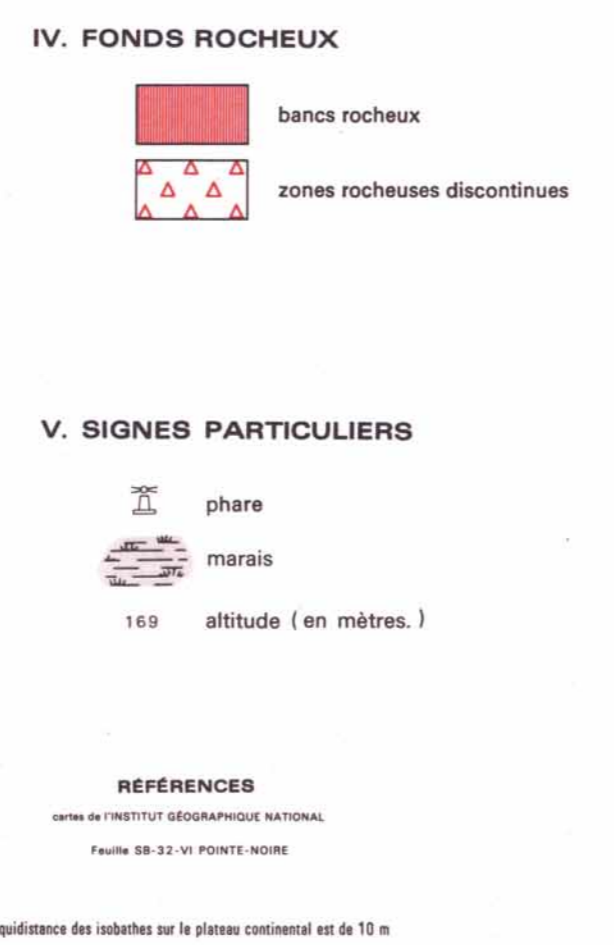 IV. FONDS ROCHEUX
bancs rocheux
zones rocheuses discontinues
V. SIGNES PARTICULIERS
phare
marais
169 altitude ( en mètres. )
RÉFÉRENCES
cartes de l'INSTITUT GÉOGRAPHIQUE NATIONAL
Feuille SB-32-VI POINTE-NOIRE
quidistance des isobathes sur le plateau continental est de 10 m